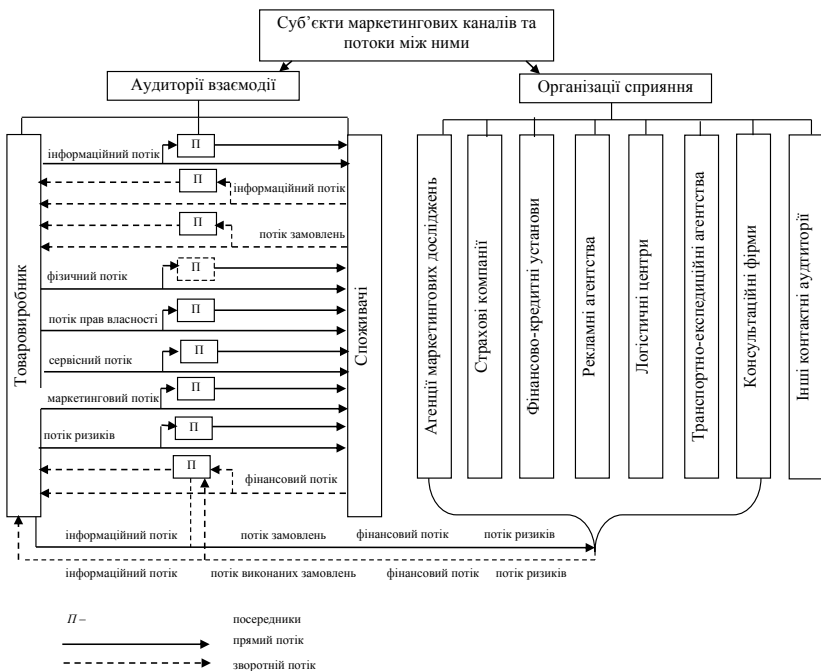 Суб’єкти маркетингових каналів та
потоки між ними
Аудиторії взаємодії
Організації сприяння
Товаровиробник
інформаційний потік
П
П
інформаційний потік
П
потік замовлень
фізичний потік
П
потік прав власності
П
сервісний потік
П
маркетинговий потік
П
потік ризиків
П
П
фінансовий потік
Споживачі
Агенції маркетингових досліджень
Страхові компанії
Фінансово-кредитні установи
Рекламні агентства
Логістичні центри
Транспортно-експедиційні агентства
Консультаційні фірми
Інші контактні аудтиторії
інформаційний потік потік замовлень фінансовий потік потік ризиків
інформаційний потік потік виконаних замовлень фінансовий потік потік ризиків
П – посередники
прямий потік
зворотній потік